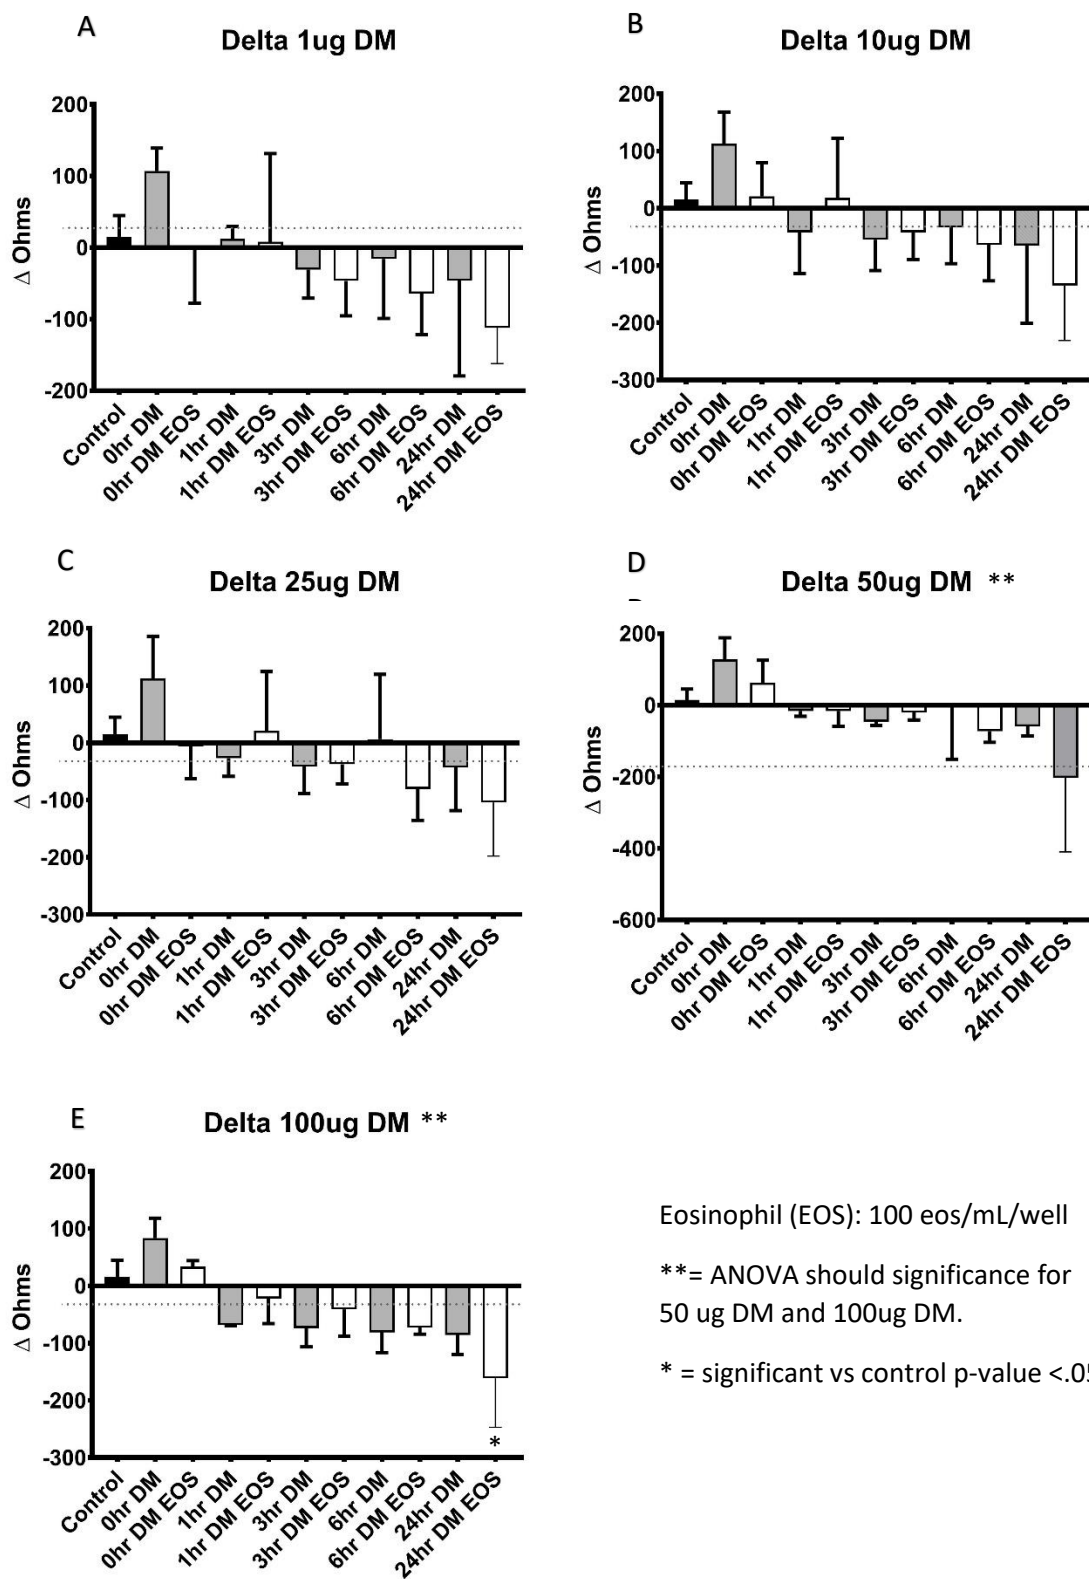 A
Delta 1ug DM
200
100
0
-100
-200
Δ Ohms
Control
0hr DM
0hr DM EOS
1hr DM
1hr DM EOS
3hr DM
3hr DM EOS
6hr DM
6hr DM EOS
24hr DM
24hr DM EOS
B
Delta 10ug DM
200
100
0
-100
-200
-300
Δ Ohms
Control
0hr DM
0hr DM EOS
1hr DM
1hr DM EOS
3hr DM
3hr DM EOS
6hr DM
6hr DM EOS
24hr DM
24hr DM EOS
C
Delta 25ug DM
200
100
0
-100
-200
-300
Δ Ohms
Control
0hr DM
0hr DM EOS
1hr DM
1hr DM EOS
3hr DM
3hr DM EOS
6hr DM
6hr DM EOS
24hr DM
24hr DM EOS
D
Delta 50ug DM **
200
0
-200
-400
-600
Δ Ohms
Control
0hr DM
0hr DM EOS
1hr DM
1hr DM EOS
3hr DM
3hr DM EOS
6hr DM
6hr DM EOS
24hr DM
24hr DM EOS
E
Delta 100ug DM **
200
100
0
-100
-200
-300
Δ Ohms
*
Control
0hr DM
0hr DM EOS
1hr DM
1hr DM EOS
3hr DM
3hr DM EOS
6hr DM
6hr DM EOS
24hr DM
24hr DM EOS
Eosinophil (EOS): 100 eos/mL/well
**= ANOVA should significance for
50 ug DM and 100ug DM.
* = significant vs control p-value <.05